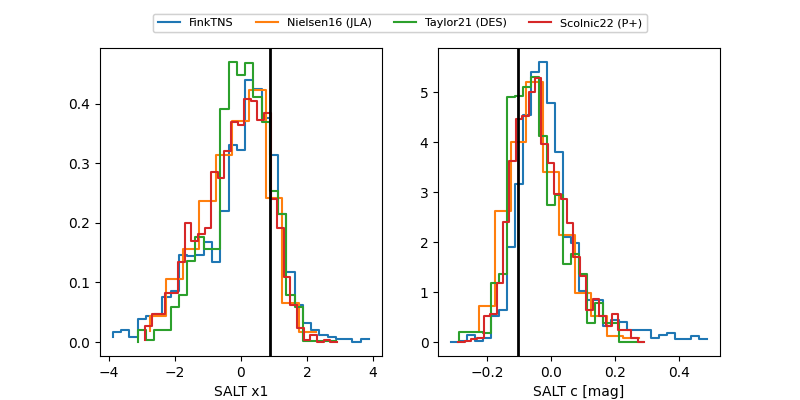 FinkTNS Nielsen16 (JLA) Taylor21 (DES) Scolnic22 (P+)
0.4
0.3
0.2
0.1
0.0
−4 −2 0 2 4
SALT x1
5
4
3
2
1
0
−0.2 0.0 0.2 0.4
SALT c [mag]